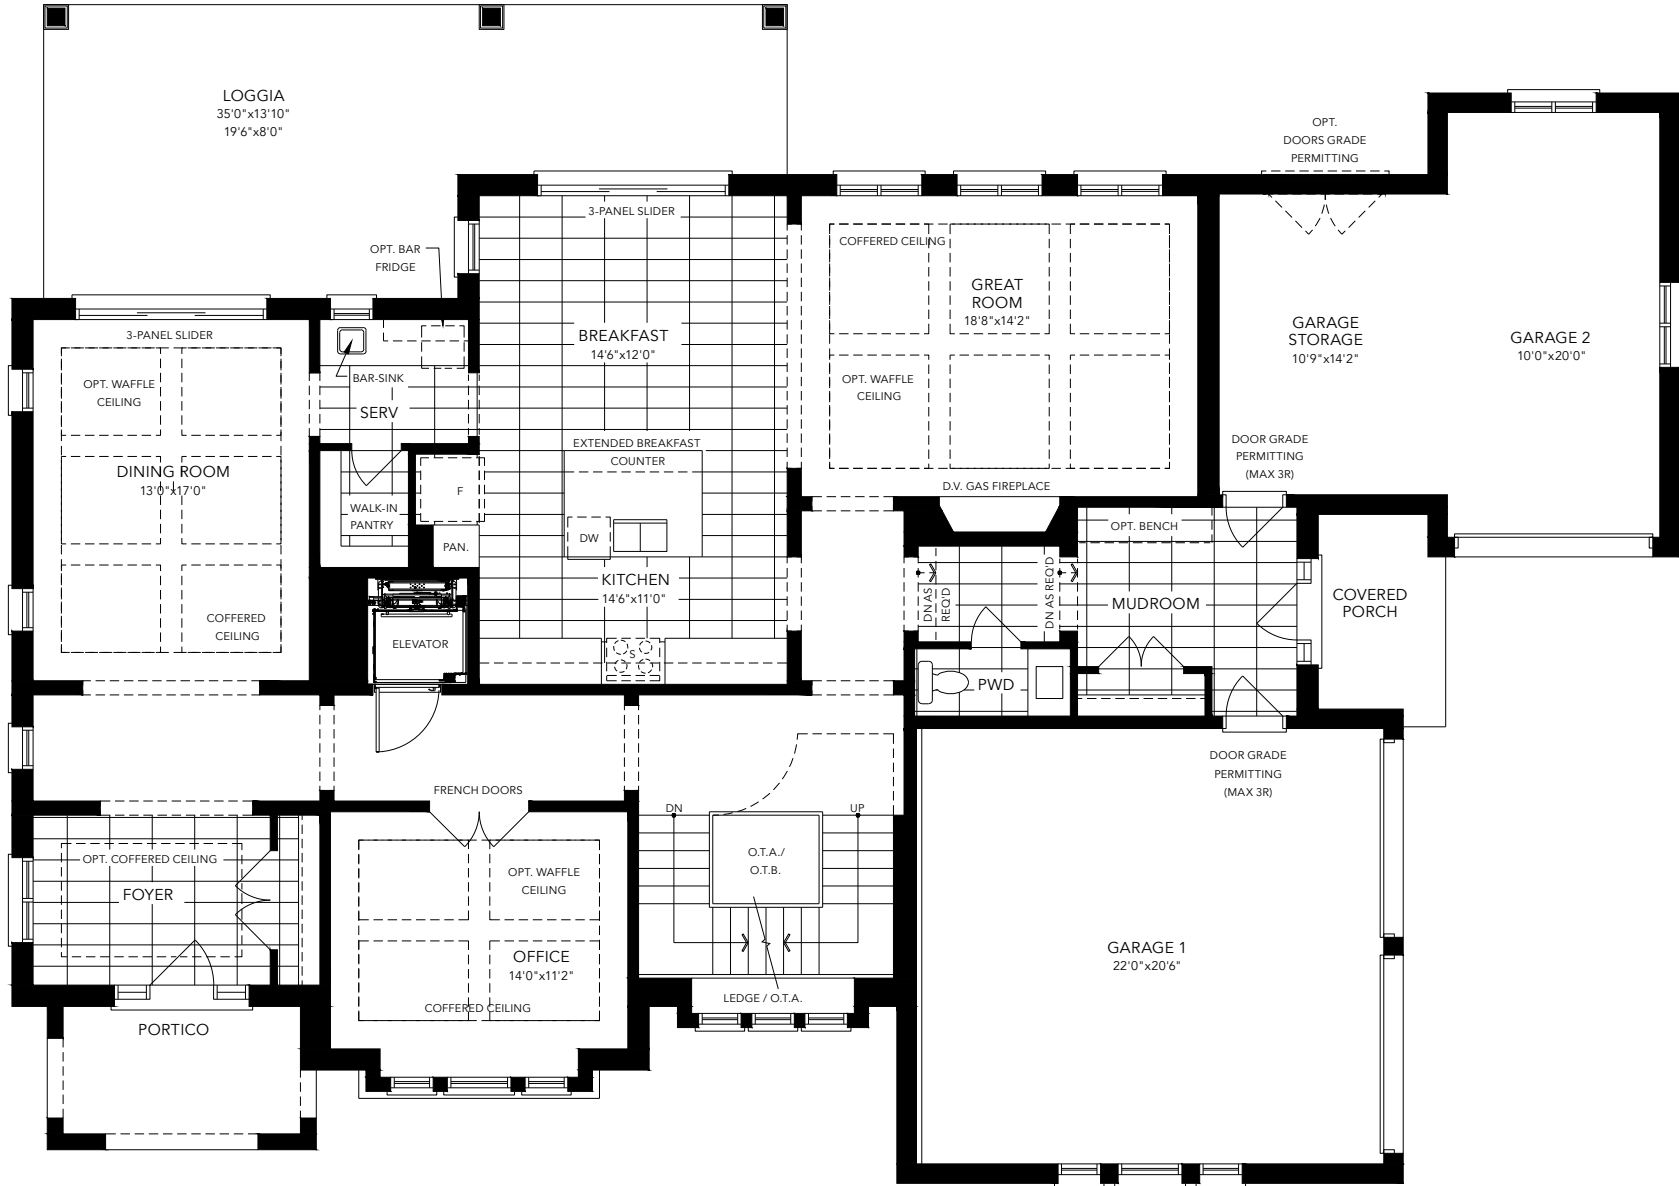 LOGGIA
35'0"x13'10"
19'6"x8'0"
OPT.
DOORS GRADE
PERMITTING
3-PANEL SLIDER
OPT. BAR
FRIDGE
COFFERED CEILING
GREAT
ROOM
18'8"x14'2"
OPT. WAFFLE
CEILING
D.V. GAS FIREPLACE
BREAKFAST
14'6"x12'0"
GARAGE
STORAGE
10'9"x14'2"
GARAGE 2
10'0"x20'0"
3-PANEL SLIDER
OPT. WAFFLE
CEILING
DINING ROOM
13'0"x17'0"
COFFERED
CEILING
BAR-SINK
SERV
WALK-IN
PANTRY
F
PAN.
EXTENDED BREAKFAST
COUNTER
DW
KITCHEN
14'6"x11'0"
S
ELEVATOR
DOOR GRADE
PERMITTING
(MAX 3R)
OPT. BENCH
DN AS
REQ'D
DN AS REQ'D
MUDROOM
COVERED
PORCH
PWD
DOOR GRADE
PERMITTING
(MAX 3R)
FRENCH DOORS
DN
UP
O.T.A./
O.T.B.
OPT. COFFERED CEILING
FOYER
OPT. WAFFLE
CEILING
OFFICE
14'0"x11'2"
COFFERED CEILING
LEDGE / O.T.A.
GARAGE 1
22'0"x20'6"
PORTICO